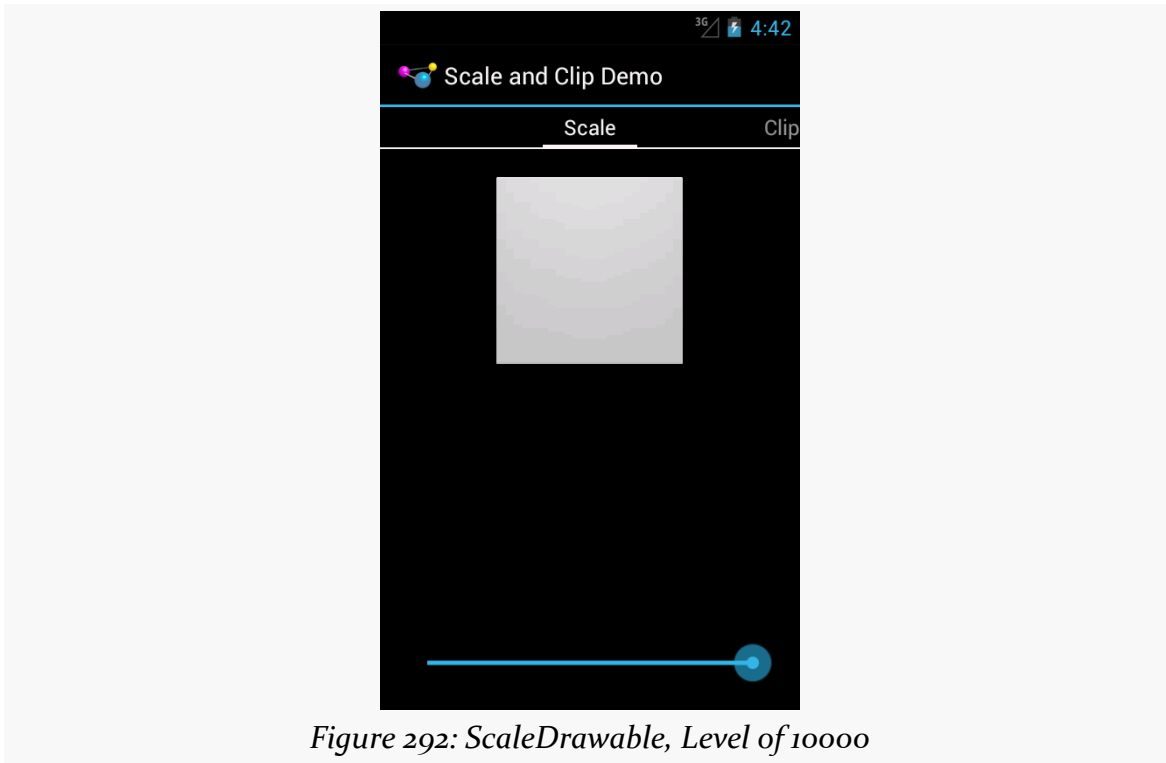 3G 4:42
Scale and Clip Demo
Scale Clip
Figure 292: ScaleDrawable, Level of 10000